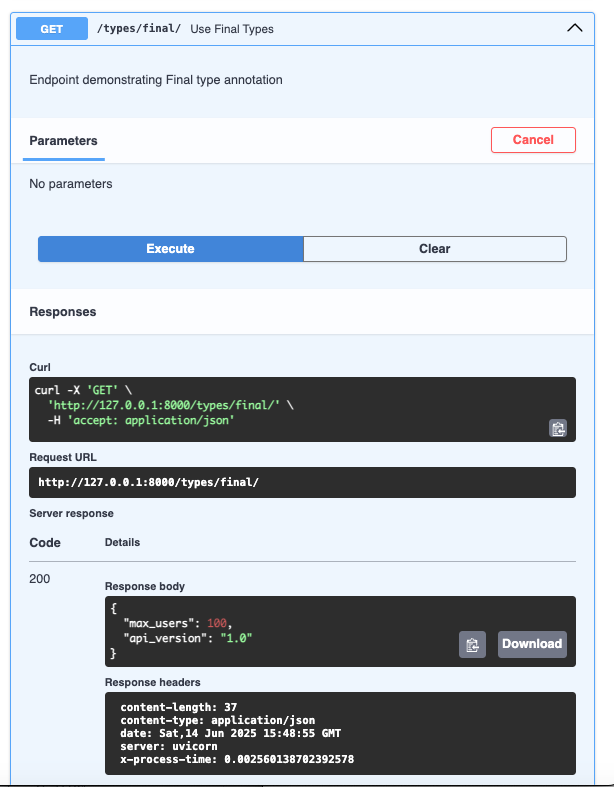 GET /types/final/ Use Final Types
Endpoint demonstrating Final type annotation
Parameters
Cancel
No parameters
Execute
Clear
Responses
Curl
curl -X 'GET' \
  'http://127.0.0.1:8000/types/final/' \
  -H 'accept: application/json'
Request URL
http://127.0.0.1:8000/types/final/
Server response
Code Details
200
Response body
{
  "max_users": 100,
  "api_version": "1.0"
}
Download
Response headers
content-length: 37
content-type: application/json
date: Sat,14 Jun 2025 15:48:55 GMT
server: uvicorn
x-process-time: 0.002560138702392578